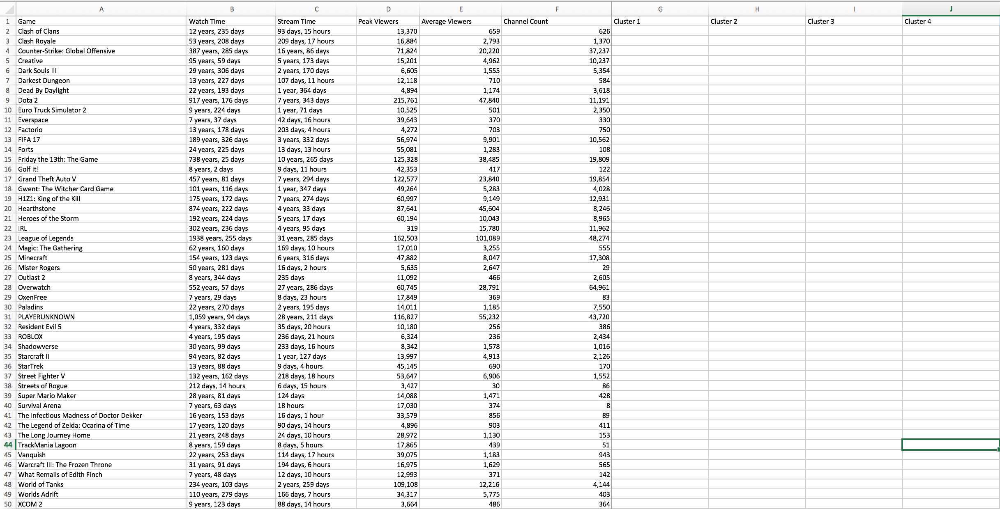 A B C D E F G H I J
1 Game Watch Time Stream Time Peak Viewers Average Viewers Channel Count Cluster 1 Cluster 2 Cluster 3 Cluster 4
2 Clash of Clans 12 years, 235 days 93 days, 15 hours 13,370 659 626
3 Clash Royale 53 years, 208 days 209 days, 17 hours 16,884 2,793 1,370
4 Counter-Strike: Global Offensive 387 years, 285 days 16 years, 86 days 71,824 20,220 37,237
5 Creative 95 years, 59 days 5 years, 173 days 15,201 4,962 10,237
6 Dark Souls III 29 years, 306 days 2 years, 170 days 6,605 1,555 5,354
7 Darkest Dungeon 13 years, 227 days 107 days, 11 hours 12,118 710 584
8 Dead By Daylight 22 years, 193 days 1 year, 364 days 4,894 1,174 3,618
9 Dota 2 917 years, 176 days 7 years, 343 days 215,761 47,840 11,191
10 Euro Truck Simulator 2 9 years, 224 days 1 year, 71 days 10,525 501 2,350
11 Everspace 7 years, 37 days 42 days, 16 hours 39,643 370 330
12 Factorio 13 years, 178 days 203 days, 4 hours 4,272 703 750
13 FIFA 17 189 years, 326 days 3 years, 332 days 56,974 9,901 10,562
14 Forts 24 years, 225 days 13 days, 13 hours 55,081 1,283 108
15 Friday the 13th: The Game 738 years, 25 days 10 years, 265 days 125,328 38,485 19,809
16 Golf It! 8 years, 2 days 9 days, 11 hours 42,353 417 122
17 Grand Theft Auto V 457 years, 81 days 7 years, 294 days 122,577 23,840 19,854
18 Gwent: The Witcher Card Game 101 years, 116 days 1 year, 347 days 49,264 5,283 4,028
19 H1Z1: King of the Kill 175 years, 172 days 7 years, 274 days 60,997 9,149 12,931
20 Hearthstone 874 years, 222 days 4 years, 33 days 87,641 45,604 8,246
21 Heroes of the Storm 192 years, 224 days 5 years, 17 days 60,194 10,043 8,965
22 IRL 302 years, 236 days 4 years, 95 days 319 15,780 11,962
23 League of Legends 1938 years, 255 days 31 years, 285 days 162,503 101,089 48,274
24 Magic: The Gathering 62 years, 160 days 169 days, 10 hours 17,010 3,255 555
25 Minecraft 154 years, 123 days 6 years, 316 days 47,882 8,047 17,308
26 Mister Rogers 50 years, 281 days 16 days, 2 hours 5,635 2,647 29
27 Outlast 2 8 years, 344 days 235 days 11,092 466 2,605
28 Overwatch 552 years, 57 days 27 years, 286 days 60,745 28,791 64,961
29 OxenFree 7 years, 29 days 8 days, 23 hours 17,849 369 83
30 Paladins 22 years, 270 days 2 years, 195 days 14,011 1,185 7,550
31 PLAYERUNKNOWN 1,059 years, 94 days 28 years, 211 days 116,827 55,232 43,720
32 Resident Evil 5 4 years, 332 days 35 days, 20 hours 10,180 256 386
33 ROBLOX 4 years, 195 days 236 days, 21 hours 6,324 236 2,434
34 Shadowverse 30 years, 99 days 233 days, 16 hours 8,342 1,578 1,016
35 Starcraft II 94 years, 82 days 1 year, 127 days 13,997 4,913 2,126
36 StarTrek 13 years, 88 days 9 days, 4 hours 45,145 690 170
37 Street Fighter V 132 years, 162 days 218 days, 18 hours 53,647 6,906 1,552
38 Streets of Rogue 212 days, 14 hours 6 days, 15 hours 3,427 30 86
39 Super Mario Maker 28 years, 81 days 124 days 14,088 1,471 428
40 Survival Arena 7 years, 63 days 18 hours 17,030 374 8
41 The Infectious Madness of Doctor Dekker 16 years, 153 days 16 days, 1 hour 33,579 856 89
42 The Legend of Zelda: Ocarina of Time 17 years, 120 days 90 days, 14 hours 4,896 903 411
43 The Long Journey Home 21 years, 248 days 24 days, 10 hours 28,972 1,130 153
44 TrackMania Lagoon 8 years, 159 days 8 days, 5 hours 17,865 439 51
45 Vanquish 22 years, 253 days 114 days, 17 hours 39,075 1,183 943
46 Warcraft III: The Frozen Throne 31 years, 91 days 194 days, 6 hours 16,975 1,629 565
47 What Remails of Edith Finch 7 years, 48 days 12 days, 10 hours 12,993 371 142
48 World of Tanks 234 years, 103 days 2 years, 259 days 109,108 12,216 4,144
49 Worlds Adrift 110 years, 279 days 166 days, 7 hours 34,317 5,775 403
50 XCOM 2 9 years, 123 days 88 days, 14 hours 3,664 486 364